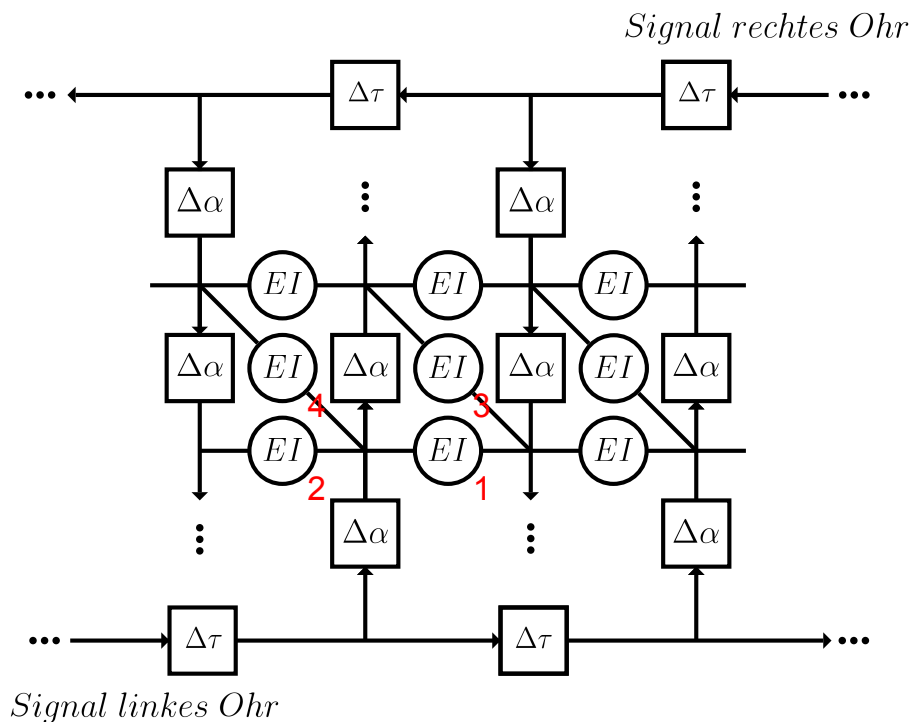 Signal rechtes Ohr
... Δτ Δτ ...
Δα Δα
EI EI EI
Δα EI Δα EI Δα EI Δα
4 3
EI EI EI
2 1
Δα Δα
... Δτ Δτ ...
Signal linkes Ohr